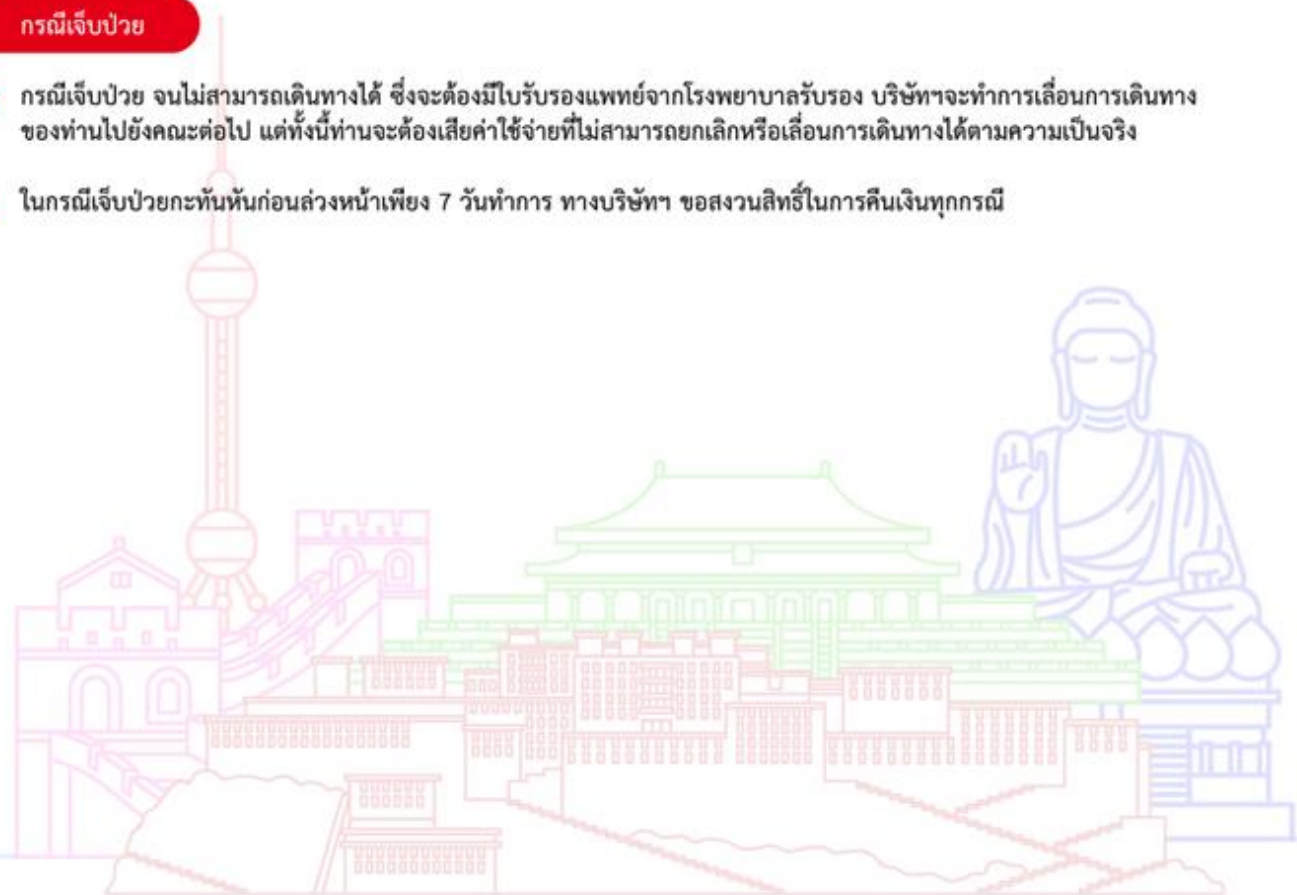 กรณีเจ็บป่วย
กรณีเจ็บป่วย จนไม่สามารถเดินทางได้ ซึ่งจะต้องมีใบรับรองแพทย์จากโรงพยาบาลรับรอง บริษัทฯจะทำการเลื่อนการเดินทาง
ของท่านไปยังคณะต่อไป แต่ทั้งนี้ท่านจะต้องเสียค่าใช้จ่ายที่ไม่สามารถยกเลิกหรือเลื่อนการเดินทางได้ตามความเป็นจริง
ในกรณีเจ็บป่วยกะทันหันก่อนล่วงหน้าเพียง 7 วันทำการ ทางบริษัทฯ ขอสงวนสิทธิ์ในการคืนเงินทุกกรณี